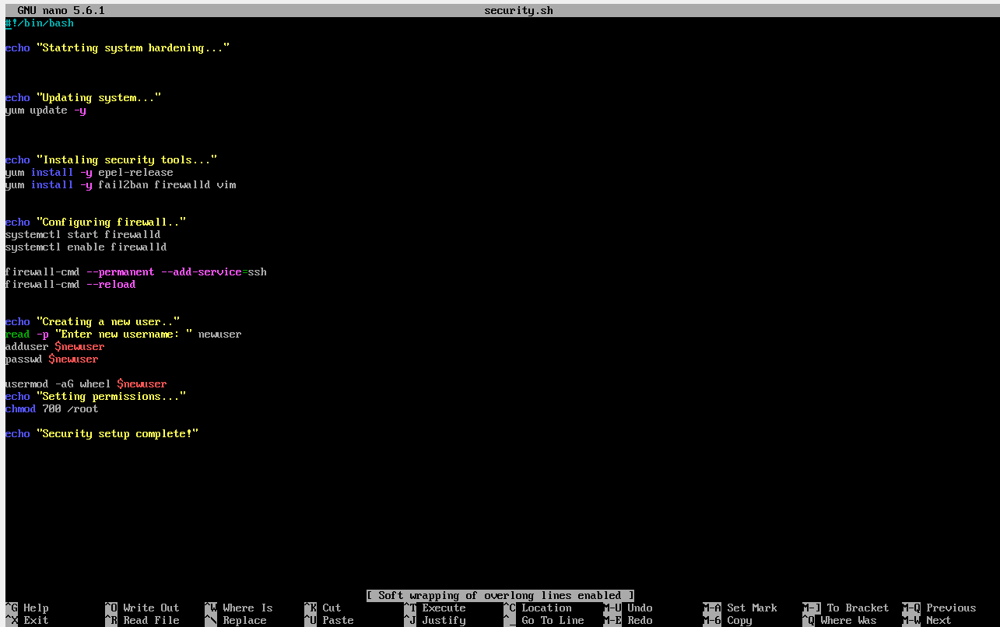 GNU nano 5.6.1 security.sh
#!/bin/bash
echo "Statrting system hardening..."
echo "Updating system..."
yum update -y
echo "Instaling security tools..."
yum install -y epel-release
yum install -y fail2ban firewalld vim
echo "Configuring firewall.."
systemctl start firewalld
systemctl enable firewalld
firewall-cmd --permanent --add-service=ssh
firewall-cmd --reload
echo "Creating a new user.."
read -p "Enter new username: " newuser
adduser $newuser
passwd $newuser
usermod -aG wheel $newuser
echo "Setting permissions..."
chmod 700 /root
echo "Security setup complete!"
[ Soft wrapping of overlong lines enabled ]
^G Help ^O Write Out ^W Where Is ^K Cut ^T Execute ^C Location M-U Undo M-A Set Mark M-] To Bracket M-Q Previous
^X Exit ^R Read File ^\ Replace ^U Paste ^J Justify ^_ Go To Line M-E Redo M-6 Copy ^Q Where Was M-W Next